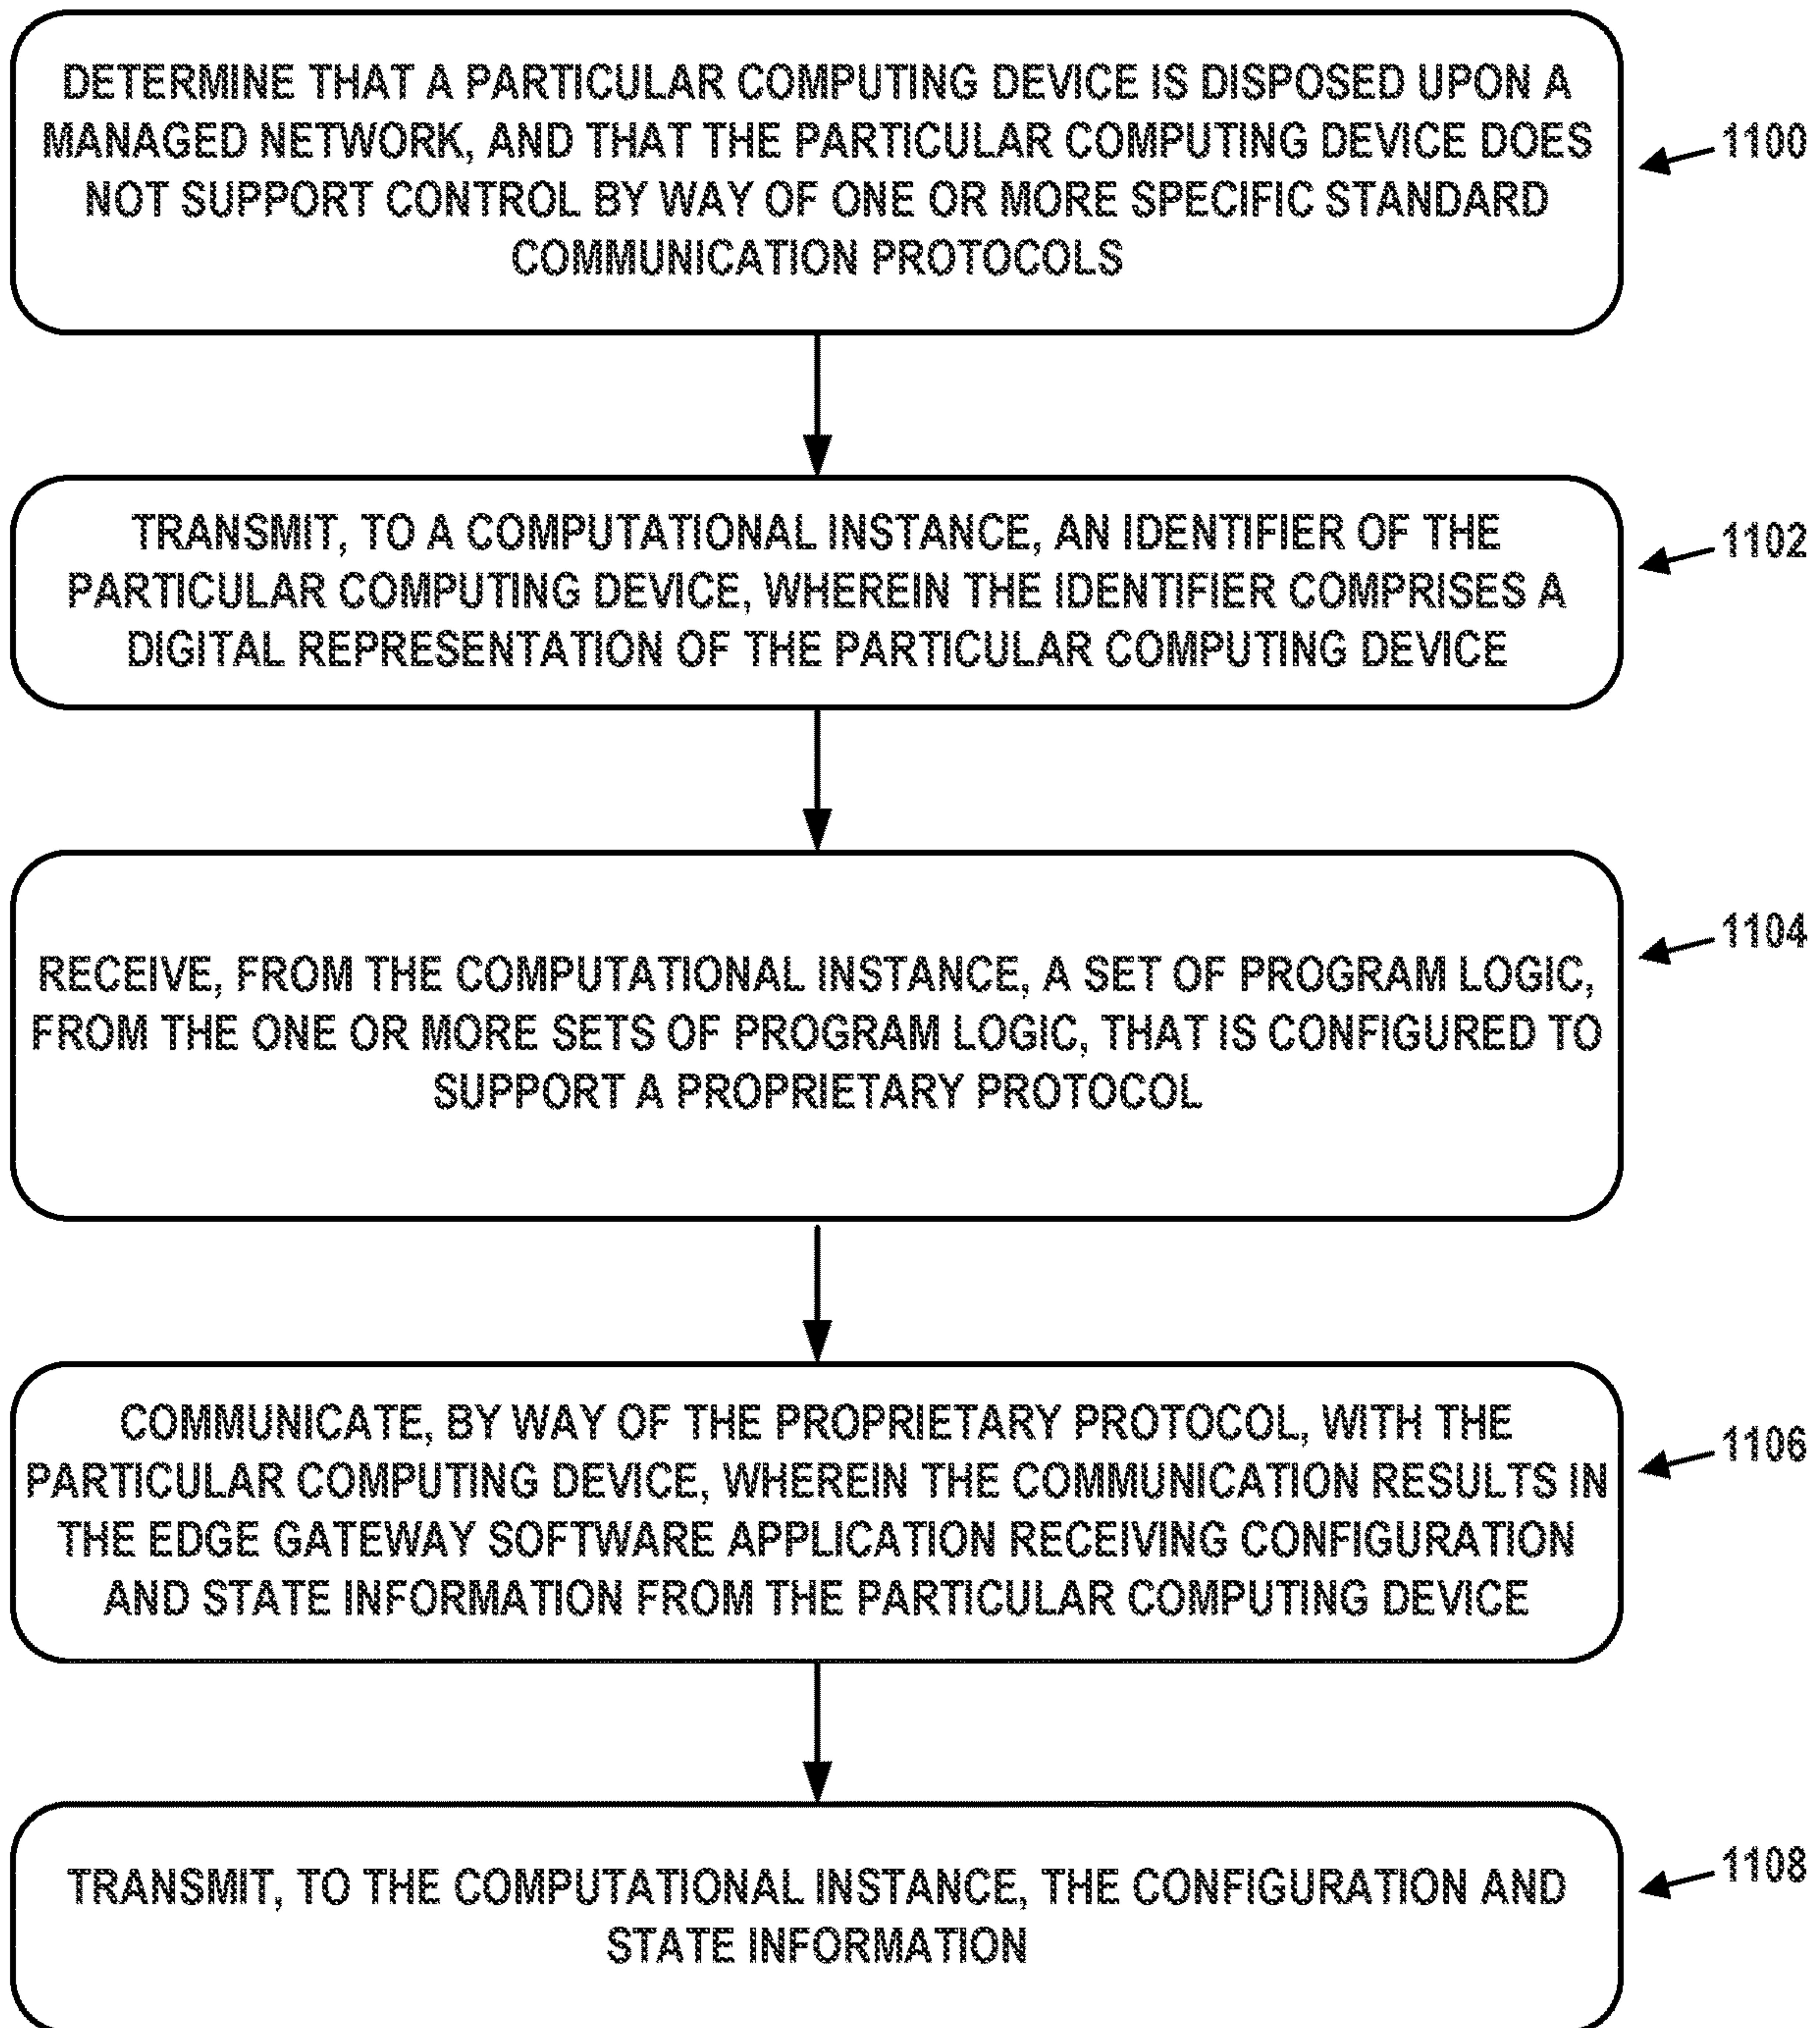 DETERMINE THAT A PARTICULAR COMPUTING DEVICE IS DISPOSED UPON A
MANAGED NETWORK, AND THAT THE PARTICULAR COMPUTING DEVICE DOES
NOT SUPPORT CONTROL BY WAY OF ONE OR MORE SPECIFIC STANDARD
COMMUNICATION PROTOCOLS
1100
TRANSMIT, TO A COMPUTATIONAL INSTANCE, AN IDENTIFIER OF THE
PARTICULAR COMPUTING DEVICE, WHEREIN THE IDENTIFIER COMPRISES A
DIGITAL REPRESENTATION OF THE PARTICULAR COMPUTING DEVICE
1102
RECEIVE, FROM THE COMPUTATIONAL INSTANCE, A SET OF PROGRAM LOGIC,
FROM THE ONE OR MORE SETS OF PROGRAM LOGIC, THAT IS CONFIGURED TO
SUPPORT A PROPRIETARY PROTOCOL
1104
COMMUNICATE, BY WAY OF THE PROPRIETARY PROTOCOL, WITH THE
PARTICULAR COMPUTING DEVICE, WHEREIN THE COMMUNICATION RESULTS IN
THE EDGE GATEWAY SOFTWARE APPLICATION RECEIVING CONFIGURATION
AND STATE INFORMATION FROM THE PARTICULAR COMPUTING DEVICE
1106
TRANSMIT, TO THE COMPUTATIONAL INSTANCE, THE CONFIGURATION AND
STATE INFORMATION
1108